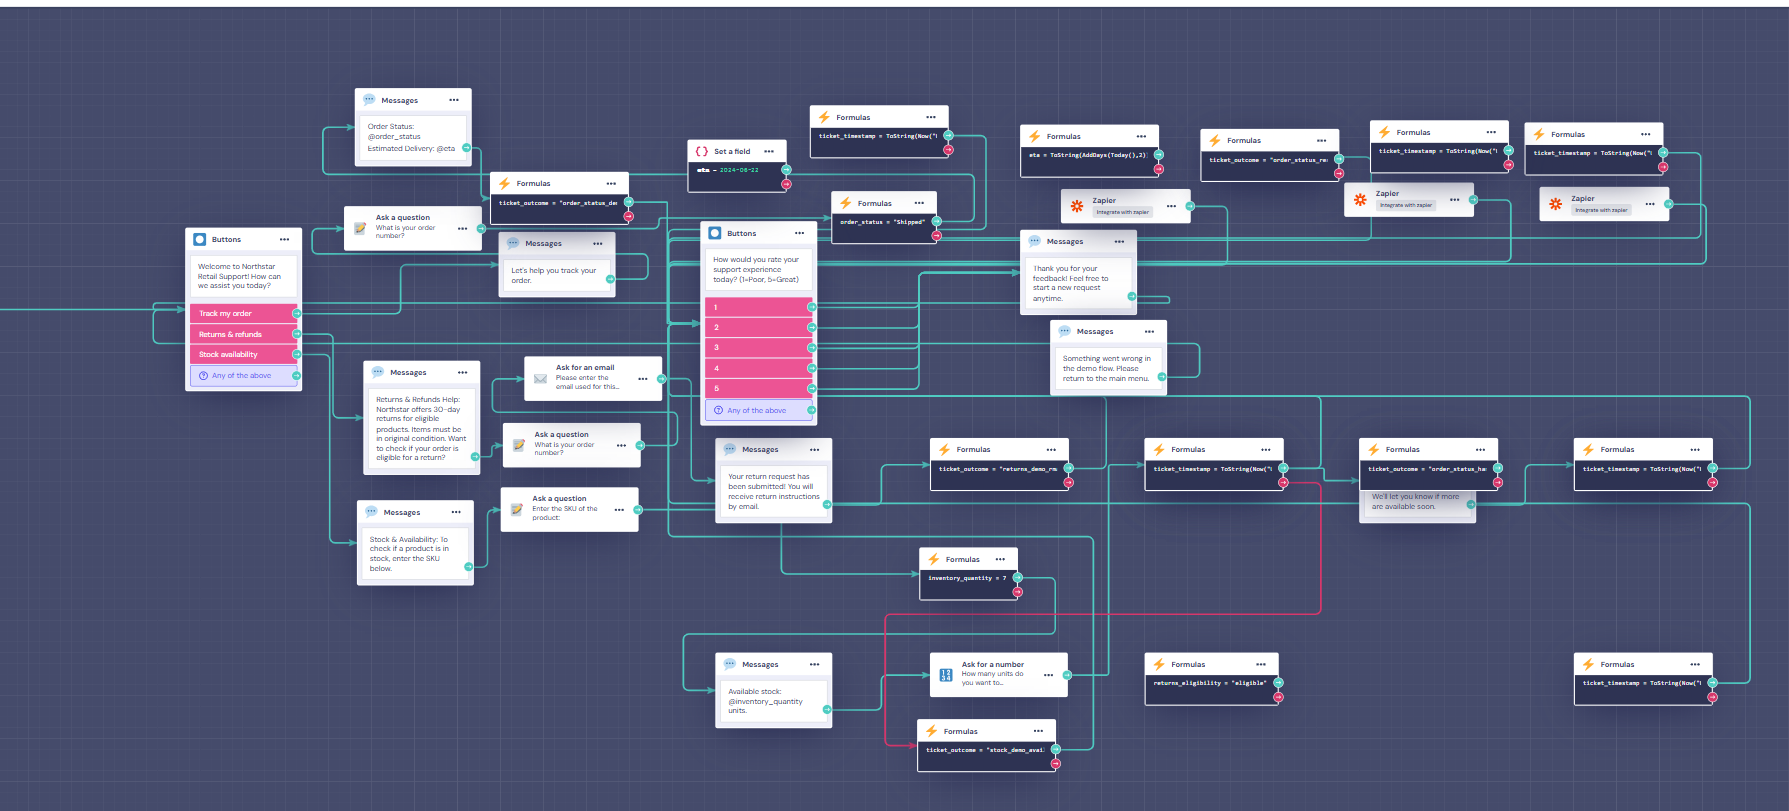 Messages
Order Status:
@order_status
Estimated Delivery: @eta
Formulas
ticket_timestamp = ToString(Now("
Set a field
eta = 2024-06-22
Formulas
eta = ToString(AddDays(Today(),2)
Formulas
ticket_outcome = "order_status_re
Formulas
ticket_timestamp = ToString(Now("
Formulas
ticket_timestamp = ToString(Now("
Formulas
ticket_outcome = "order_status_de
Zapier
Integrate with zapier
Zapier
Integrate with zapier
Zapier
Integrate with zapier
Ask a question
What is your order
number?
Formulas
order_status = "Shipped"
Buttons
Welcome to Northstar
Retail Support! How can
we assist you today?
Track my order
Returns & refunds
Stock availability
Any of the above
Messages
Let's help you track your
order.
Buttons
How would you rate your
support experience
today? (1=Poor, 5=Great)
1
2
3
4
5
Any of the above
Messages
Thank you for your
feedback! Feel free to
start a new request
anytime.
Messages
Something went wrong in
the demo flow. Please
return to the main menu.
Messages
Returns & Refunds Help:
Northstar offers 30-day
returns for eligible
products. Items must be
in original condition. Want
to check if your order is
eligible for a return?
Ask for an email
Please enter the
email used for this...
Ask a question
What is your order
number?
Messages
Your return request has
been submitted! You will
receive return instructions
by email.
Formulas
ticket_outcome = "returns_demo_re
Formulas
ticket_timestamp = ToString(Now("
Formulas
ticket_outcome = "order_status_ha
We'll let you know if more
are available soon.
Formulas
ticket_timestamp = ToString(Now("
Messages
Stock & Availability: To
check if a product is in
stock, enter the SKU
below.
Ask a question
Enter the SKU of the
product:
Formulas
inventory_quantity = 7
Messages
Available stock:
@inventory_quantity
units.
Ask for a number
How many units do
you want to...
Formulas
returns_eligibility = "eligible"
Formulas
ticket_timestamp = ToString(Now("
Formulas
ticket_outcome = "stock_demo_avai